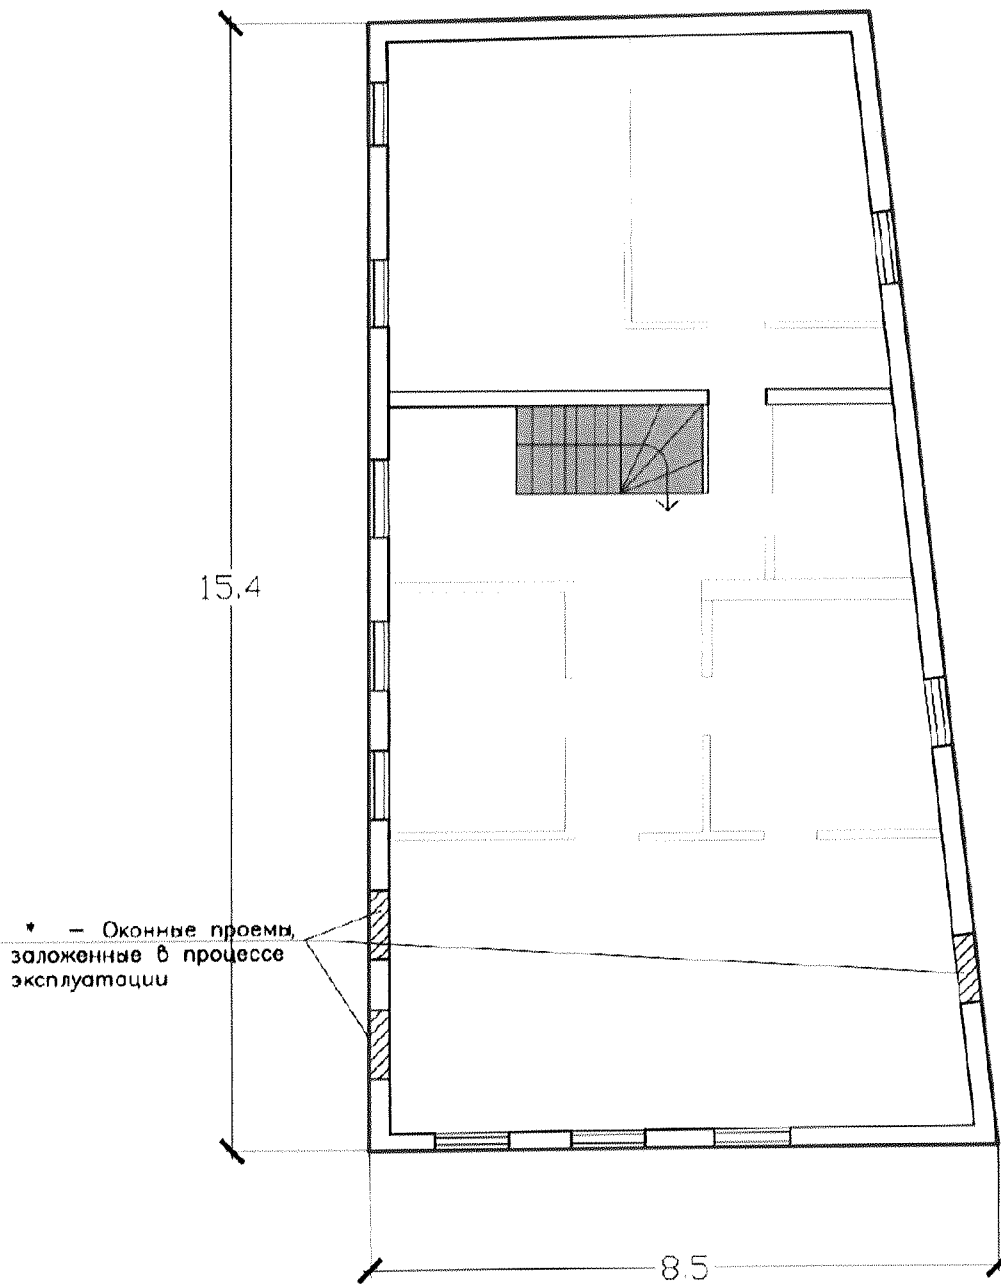 15.4
* – Оконные проемы,
заложенные в процессе
эксплуатации
8.5